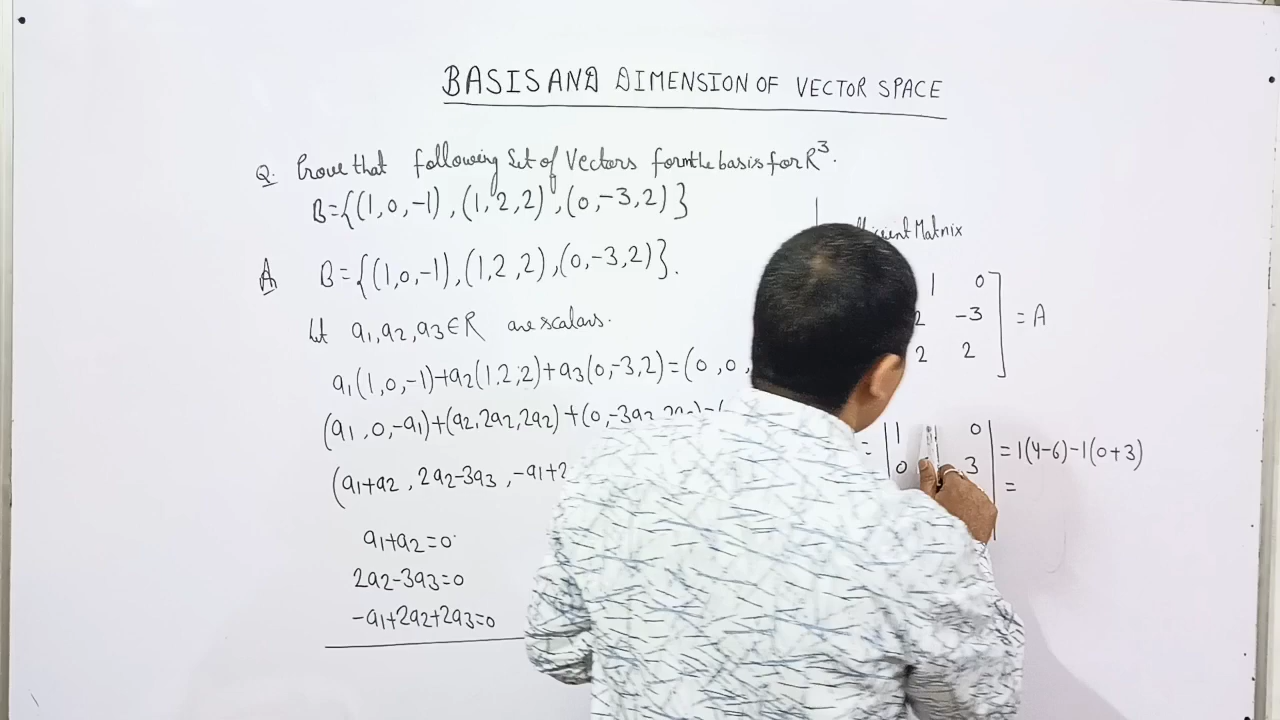 BASIS AND DIMENSION OF VECTOR SPACE
Q. Prove that following Set of Vectors form the basis for R³.
B={(1,0,-1),(1,2,2),(0,-3,2)}
A B={(1,0,-1),(1,2,2),(0,-3,2)}.
let a1,a2,a3∈R are scalars.
a1(1,0,-1)+a2(1,2,2)+a3(0,-3,2)=(0,0,
(a1,0,-a1)+(a2,2a2,2a2)+(0,-3a3,
(a1+a2, 2a2-3a3, -a1+2
a1+a2=0
2a2-3a3=0
-a1+2a2+2a3=0
Matrix
1 0
2 -3 = A
2 2
= 1 0 = 1(4-6)-1(0+3)
0 3 =